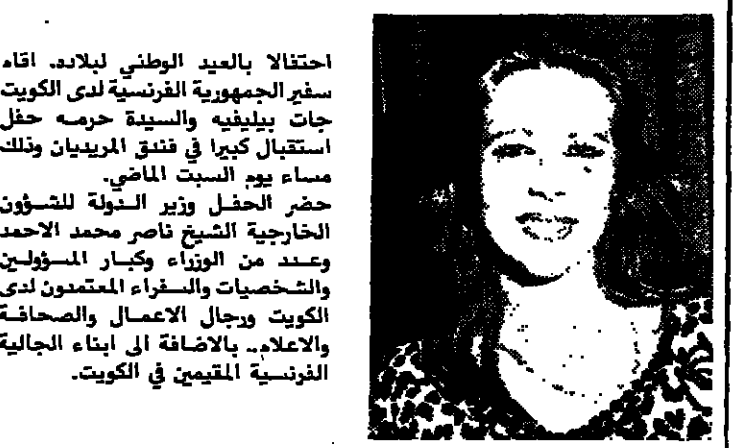 احتفالا بالعيد الوطني لبلاده. اقام
سفير الجمهورية الفرنسية لدى الكويت
جات بيليفيه والسيدة حرمه حفل
استقبال كبيرا في فندق المريديان وذلك
مساء يوم السبت الماضي.
حضر الحفل وزير الدولة للشؤون
الخارجية الشيخ ناصر محمد الاحمد
وعدد من الوزراء وكبار المسؤولين
والشخصيات والسفراء المعتمدون لدى
الكويت ورجال الاعمال والصحافة
والاعلام.. بالاضافة الى ابناء الجالية
الفرنسية المقيمين في الكويت.